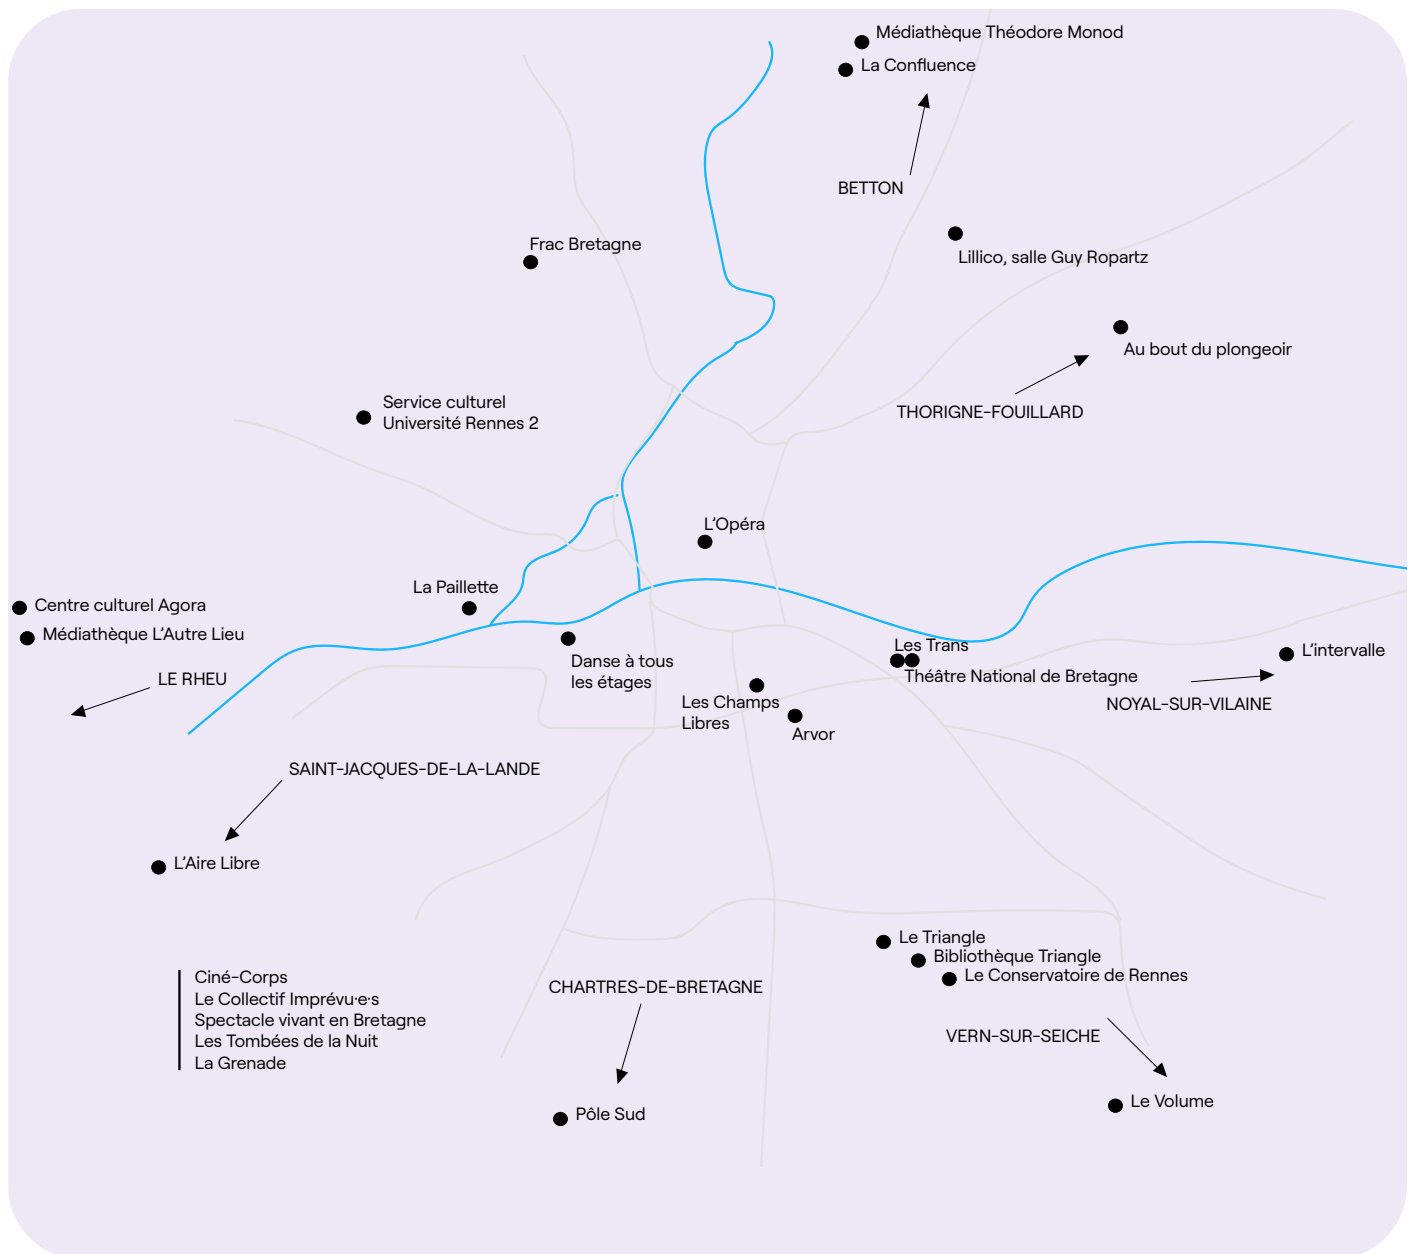 Médiathèque Théodore Monod
La Confluence
BETTON
Frac Bretagne
Lillico, salle Guy Ropartz
Au bout du plongeoir
THORIGNE-FOUILLARD
Service culturel
Université Rennes 2
L'Opéra
La Paillette
Centre culturel Agora
Médiathèque L'Autre Lieu
LE RHEU
Danse à tous
les étages
Les Trans
Théâtre National de Bretagne
L'intervalle
NOYAL-SUR-VILAINE
Les Champs
Libres
Arvor
SAINT-JACQUES-DE-LA-LANDE
L'Aire Libre
Le Triangle
Bibliothèque Triangle
Le Conservatoire de Rennes
Ciné-Corps
Le Collectif Imprévu·e·s
Spectacle vivant en Bretagne
Les Tombées de la Nuit
La Grenade
CHARTRES-DE-BRETAGNE
VERN-SUR-SEICHE
Le Volume
Pôle Sud